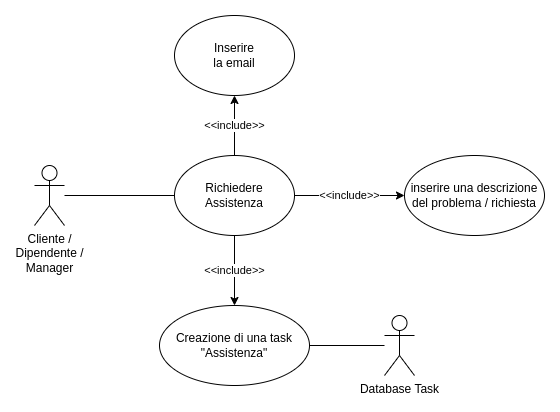 Inserire
la email
<<include>>
Richiedere
Assistenza
<<include>>
inserire una descrizione
del problema / richiesta
Cliente /
Dipendente /
Manager
<<include>>
Creazione di una task
"Assistenza"
Database Task